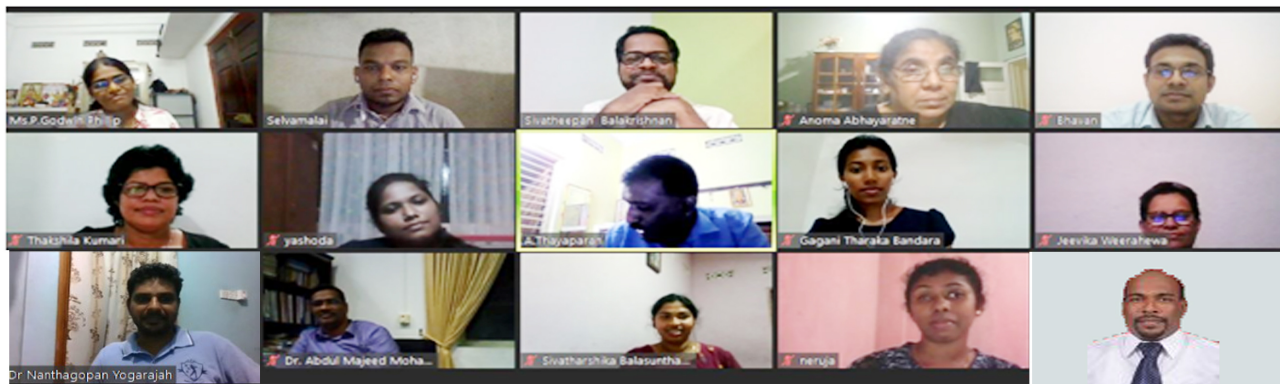 Ms.P.Godwin Phillip
Selvamalai
Sivatheepan Balakrishnan
Anoma Abhayaratne
Bhavan
Thakshila Kumari
yashoda
A.Thayaparan
Gagani Tharaka Bandara
Jeevika Weerahewa
Dr Nanthagopan Yogarajah
Dr. Abdul Majeed Moha...
Sivatharshika Balasuntha...
neruja